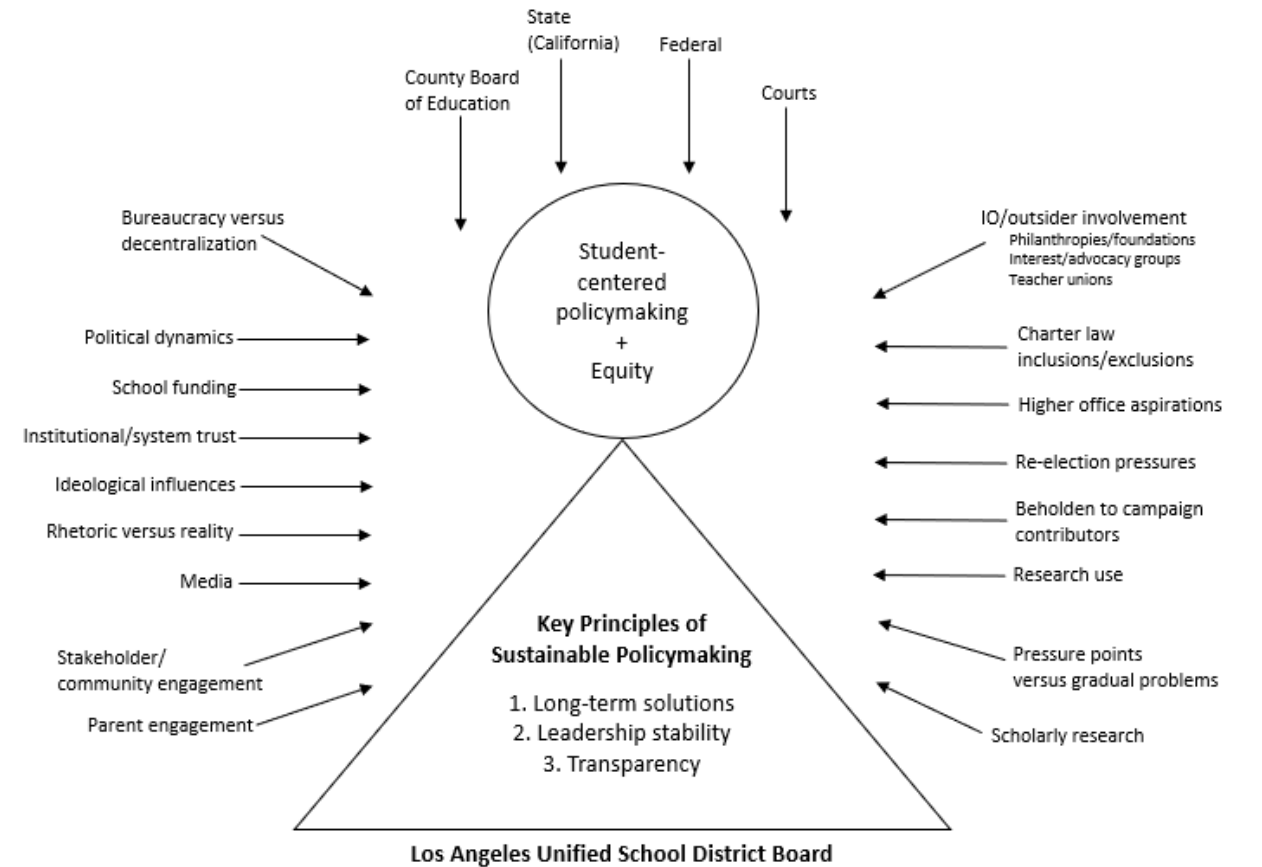 State
(California)
Federal
County Board
of Education
Courts
Bureaucracy versus
decentralization
Political dynamics
School funding
Institutional/system trust
Ideological influences
Rhetoric versus reality
Media
Stakeholder/
community engagement
Parent engagement
Student-
centered
policymaking
+
Equity
IO/outsider involvement
Philanthropies/foundations
Interest/advocacy groups
Teacher unions
Charter law
inclusions/exclusions
Higher office aspirations
Re-election pressures
Beholden to campaign
contributors
Research use
Pressure points
versus gradual problems
Scholarly research
Key Principles of
Sustainable Policymaking
1. Long-term solutions
2. Leadership stability
3. Transparency
Los Angeles Unified School District Board